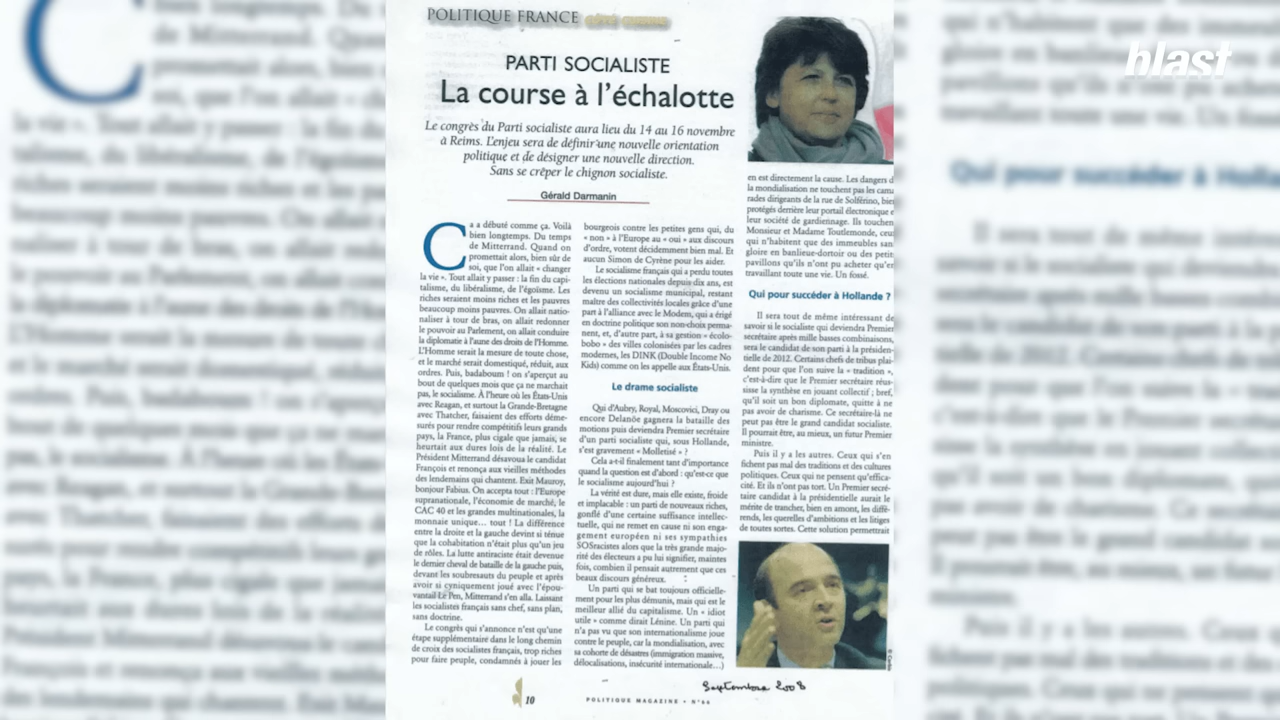 POLITIQUE FRANCE
blast
PARTI SOCIALISTE
La course à l'échalotte
Le congrès du Parti socialiste aura lieu du 14 au 16 novembre
à Reims. L'enjeu sera de définir une nouvelle orientation
politique et de désigner une nouvelle direction.
Sans se crêper le chignon socialiste.
Gérald Darmanin
Ca a débuté comme ça. Voilà
bien longtemps. Du temps
de Mitterrand. Quand on
promettait alors, bien sûr de
soi, que l'on allait « changer
la vie ». Tout allait y passer : la fin du capi-
talisme, du libéralisme, de l'égoïsme. Les
riches seraient moins riches et les pauvres
beaucoup moins pauvres. On allait natio-
naliser à tour de bras, on allait redonner
le pouvoir au Parlement, on allait conduire
la diplomatie à l'aune des droits de l'Homme.
L'Homme serait la mesure de toute chose,
et le marché serait domestiqué, réduit, aux
ordres. Puis, badaboum ! on s'aperçut au
bout de quelques mois que ça ne marchait
pas, le socialisme. À l'heure où les États-Unis
avec Reagan, et surtout la Grande-Bretagne
avec Thatcher, faisaient des efforts déme-
surés pour rendre compétitifs leurs grands
pays, la France, plus cigale que jamais, se
heurtait aux dures lois de la réalité. Le
Président Mitterrand désavoua le candidat
François et renonça aux vieilles méthodes
des lendemains qui chantent. Exit Mauroy,
bonjour Fabius. On accepta tout : l'Europe
supranationale, l'économie de marché, le
CAC 40 et les grandes multinationales, la
monnaie unique... tout ! La différence
entre la droite et la gauche devint si ténue
que la cohabitation n'était plus qu'un jeu
de rôles. La lutte antiraciste était devenue
le dernier cheval de bataille de la gauche puis,
devant les soubresauts du peuple et après
avoir si cyniquement joué avec l'épou-
vantail Le Pen, Mitterrand s'en alla. Laissant
les socialistes français sans chef, sans plan,
sans doctrine.
Le congrès qui s'annonce n'est qu'une
étape supplémentaire dans le long chemin
de croix des socialistes français, trop riches
pour faire peuple, condamnés à jouer les
bourgeois contre les petites gens qui, du
« non » à l'Europe au « oui » aux discours
d'ordre, votent décidemment bien mal. Et
aucun Simon de Cyrène pour les aider.
Le socialisme français qui a perdu toutes
les élections nationales depuis dix ans, est
devenu un socialisme municipal, restant
maître des collectivités locales grâce d'une
part à l'alliance avec le Modem, qui a érigé
en doctrine politique son non-choix perma-
nent, et, d'autre part, à sa gestion « écolo-
bobo » des villes colonisées par les cadres
modernes, les DINK (Double Income No
Kids) comme on les appelle aux États-Unis.
Le drame socialiste
Qui d'Aubry, Royal, Moscovici, Dray ou
encore Delanöe gagnera la bataille des
motions puis deviendra Premier secrétaire
d'un parti socialiste qui, sous Hollande,
s'est gravement « Molletisé » ?
Cela a-t-il finalement tant d'importance
quand la question est d'abord : qu'est-ce que
le socialisme aujourd'hui ?
La vérité est dure, mais elle existe, froide
et implacable : un parti de nouveaux riches,
gonflé d'une certaine suffisance intellec-
tuelle, qui ne remet en cause ni son enga-
gement européen ni ses sympathies
SOSracistes alors que la très grande majo-
rité des électeurs a pu lui signifier, maintes
fois, combien il pensait autrement que ces
beaux discours généreux.
Un parti qui se bat toujours officielle-
ment pour les plus démunis, mais qui est le
meilleur allié du capitalisme. Un « idiot
utile » comme dirait Lénine. Un parti qui
n'a pas vu que son internationalisme joue
contre le peuple, car la mondialisation, avec
sa cohorte de désastres (immigration massive,
délocalisations, insécurité internationale...)
en est directement la cause. Les dangers d
la mondialisation ne touchent pas les cama
rades dirigeants de la rue de Solférino, bien
protégés derrière leur portail électronique e
leur société de gardiennage. Ils touchen
Monsieur et Madame Toutlemonde, ceu
qui n'habitent que des immeubles san
gloire en banlieue-dortoir ou des petits
pavillons qu'ils n'ont pu acheter qu'en
travaillant toute une vie. Un fossé.
Qui pour succéder à Hollande ?
Il sera tout de même intéressant de
savoir si le socialiste qui deviendra Premier
secrétaire après mille basses combinaisons,
sera le candidat de son parti à la présiden-
tielle de 2012. Certains chefs de tribus plai-
dent pour que l'on suive la « tradition »,
c'est-à-dire que le Premier secrétaire réus-
sisse la synthèse en jouant collectif ; bref,
qu'il soit un bon diplomate, quitte à ne
pas avoir de charisme. Ce secrétaire-là ne
peut pas être le grand candidat socialiste.
Il pourrait être, au mieux, un futur Premier
ministre.
Puis il y a les autres. Ceux qui s'en
fichent pas mal des traditions et des cultures
politiques. Ceux qui ne pensent qu'effica-
cité. Et ils n'ont pas tort. Un Premier secré-
taire candidat à la présidentielle aurait le
mérite de trancher, bien en amont, les diffé-
rends, les querelles d'ambitions et les litiges
de toutes sortes. Cette solution permettrait
10
POLITIQUE MAGAZINE • N°
Septembre 2008